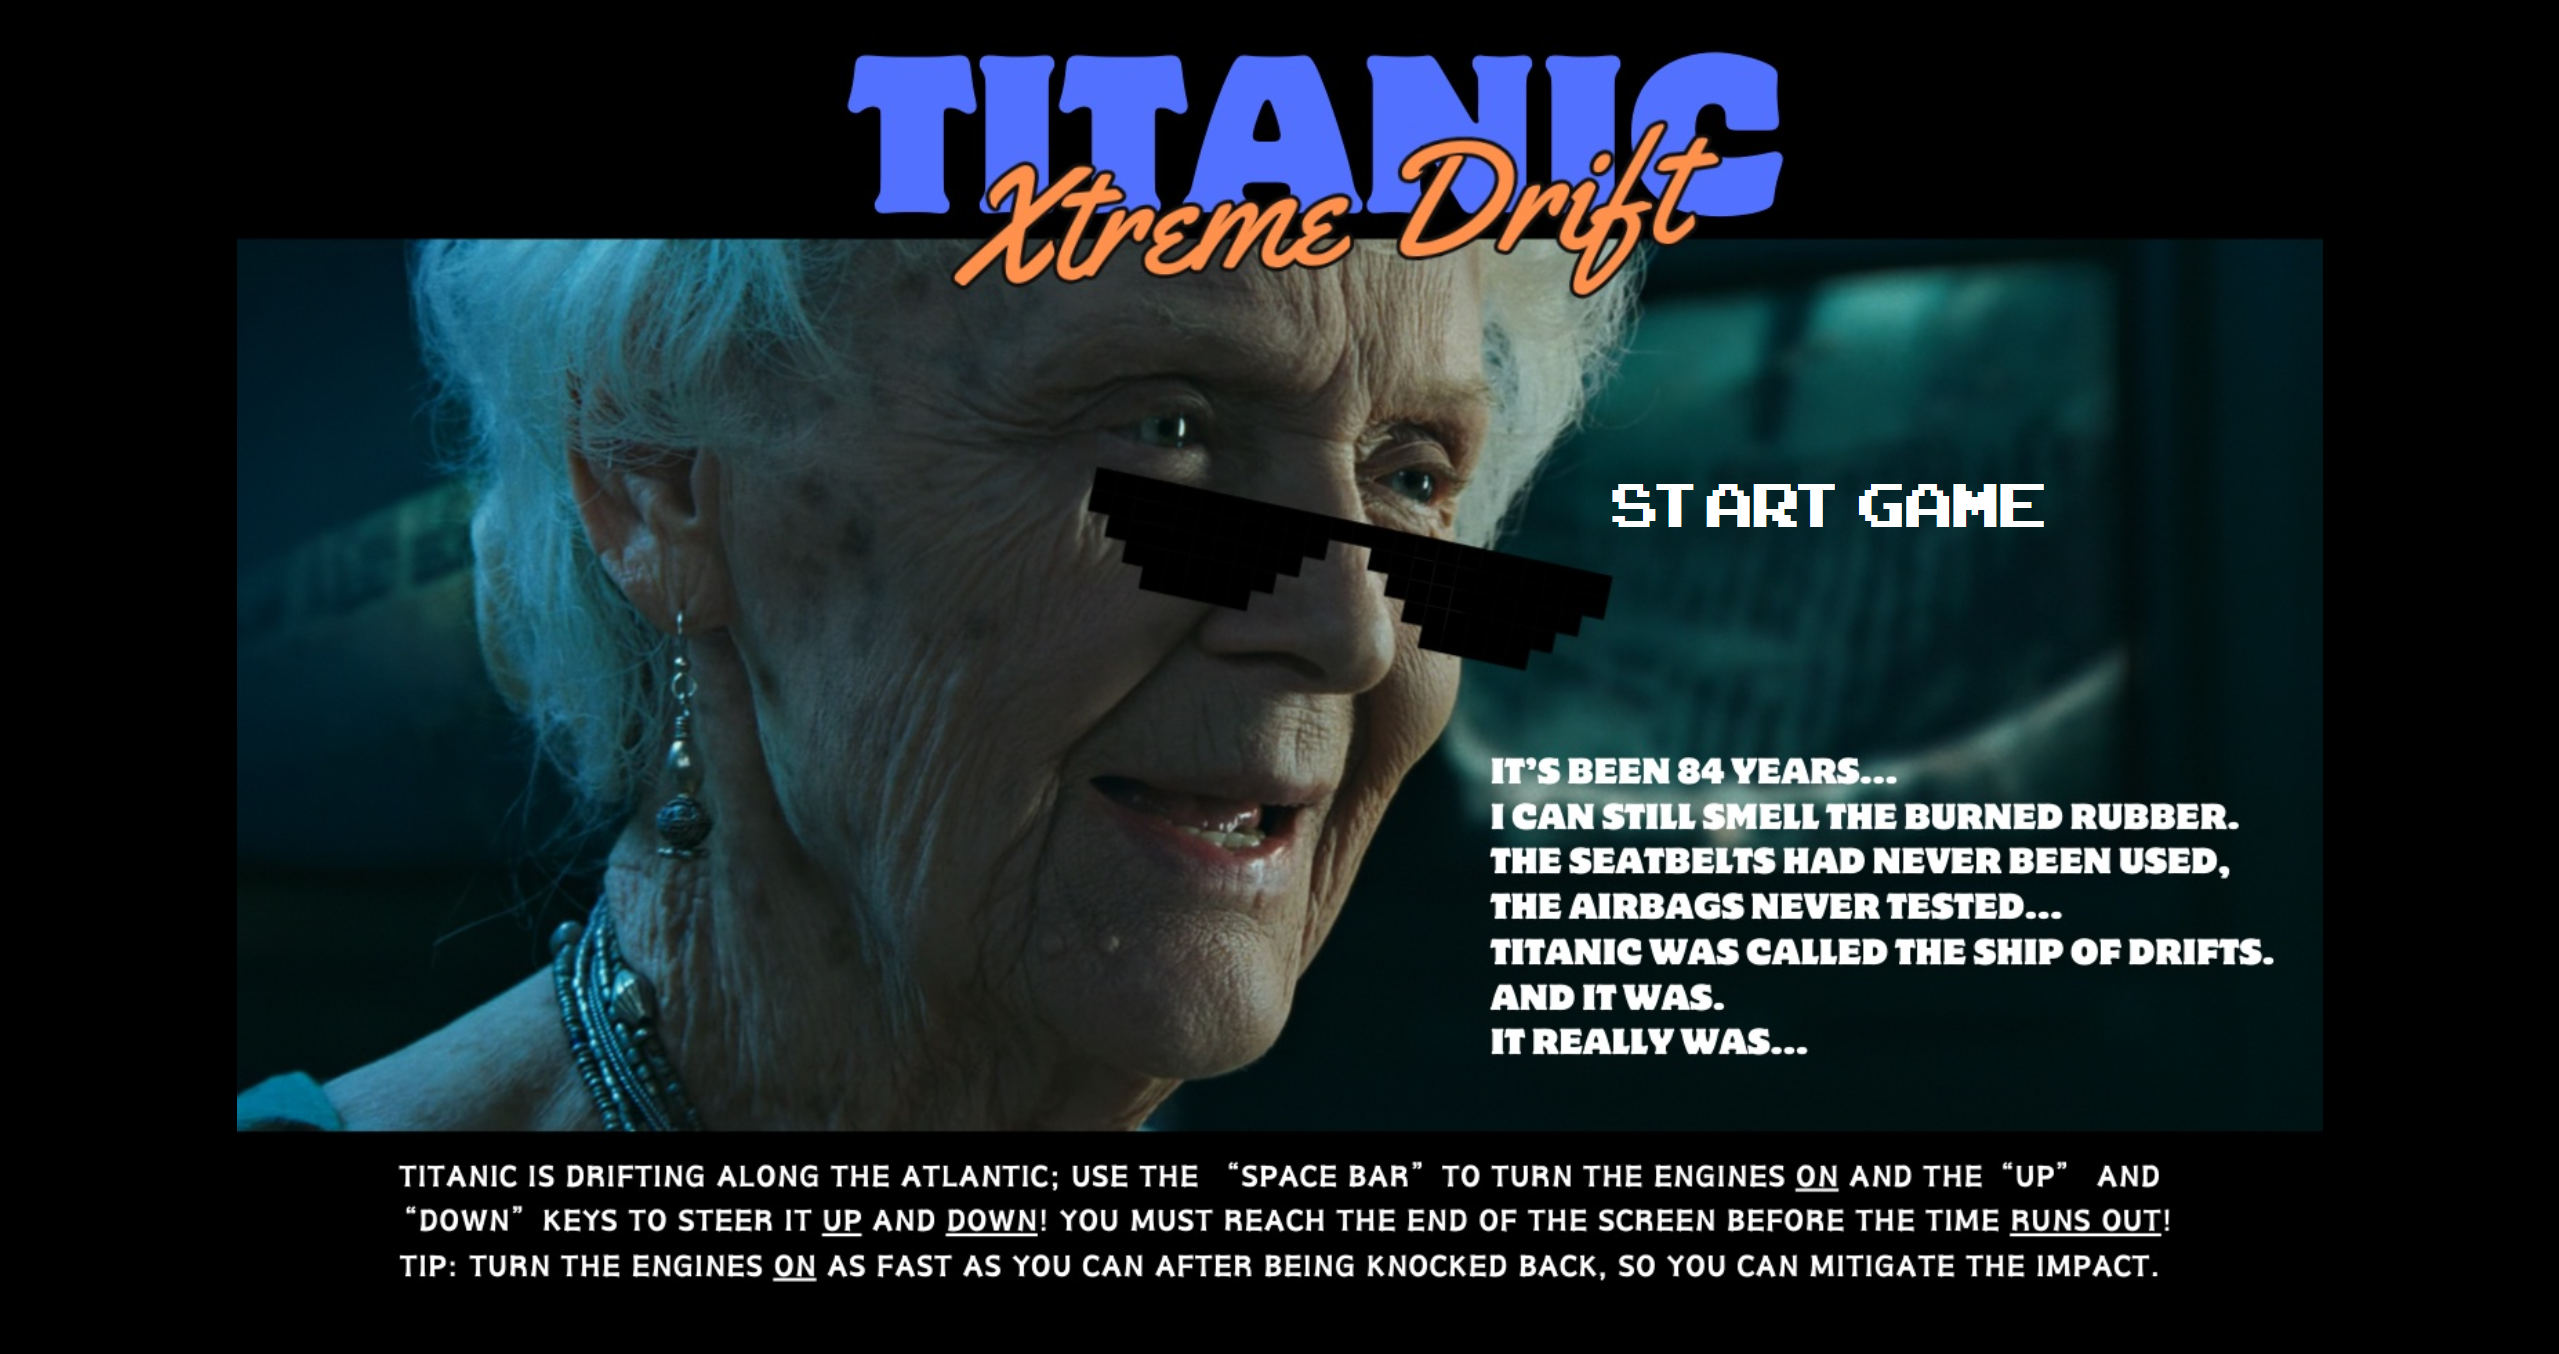 TITANIC
Xtreme Drift
START GAME
IT’S BEEN 84 YEARS...
I CAN STILL SMELL THE BURNED RUBBER.
THE SEATBELTS HAD NEVER BEEN USED,
THE AIRBAGS NEVER TESTED...
TITANIC WAS CALLED THE SHIP OF DRIFTS.
AND IT WAS.
IT REALLY WAS...
TITANIC IS DRIFTING ALONG THE ATLANTIC; USE THE “SPACE BAR” TO TURN THE ENGINES ON AND THE “UP” AND
“DOWN” KEYS TO STEER IT UP AND DOWN! YOU MUST REACH THE END OF THE SCREEN BEFORE THE TIME RUNS OUT!
TIP: TURN THE ENGINES ON AS FAST AS YOU CAN AFTER BEING KNOCKED BACK, SO YOU CAN MITIGATE THE IMPACT.